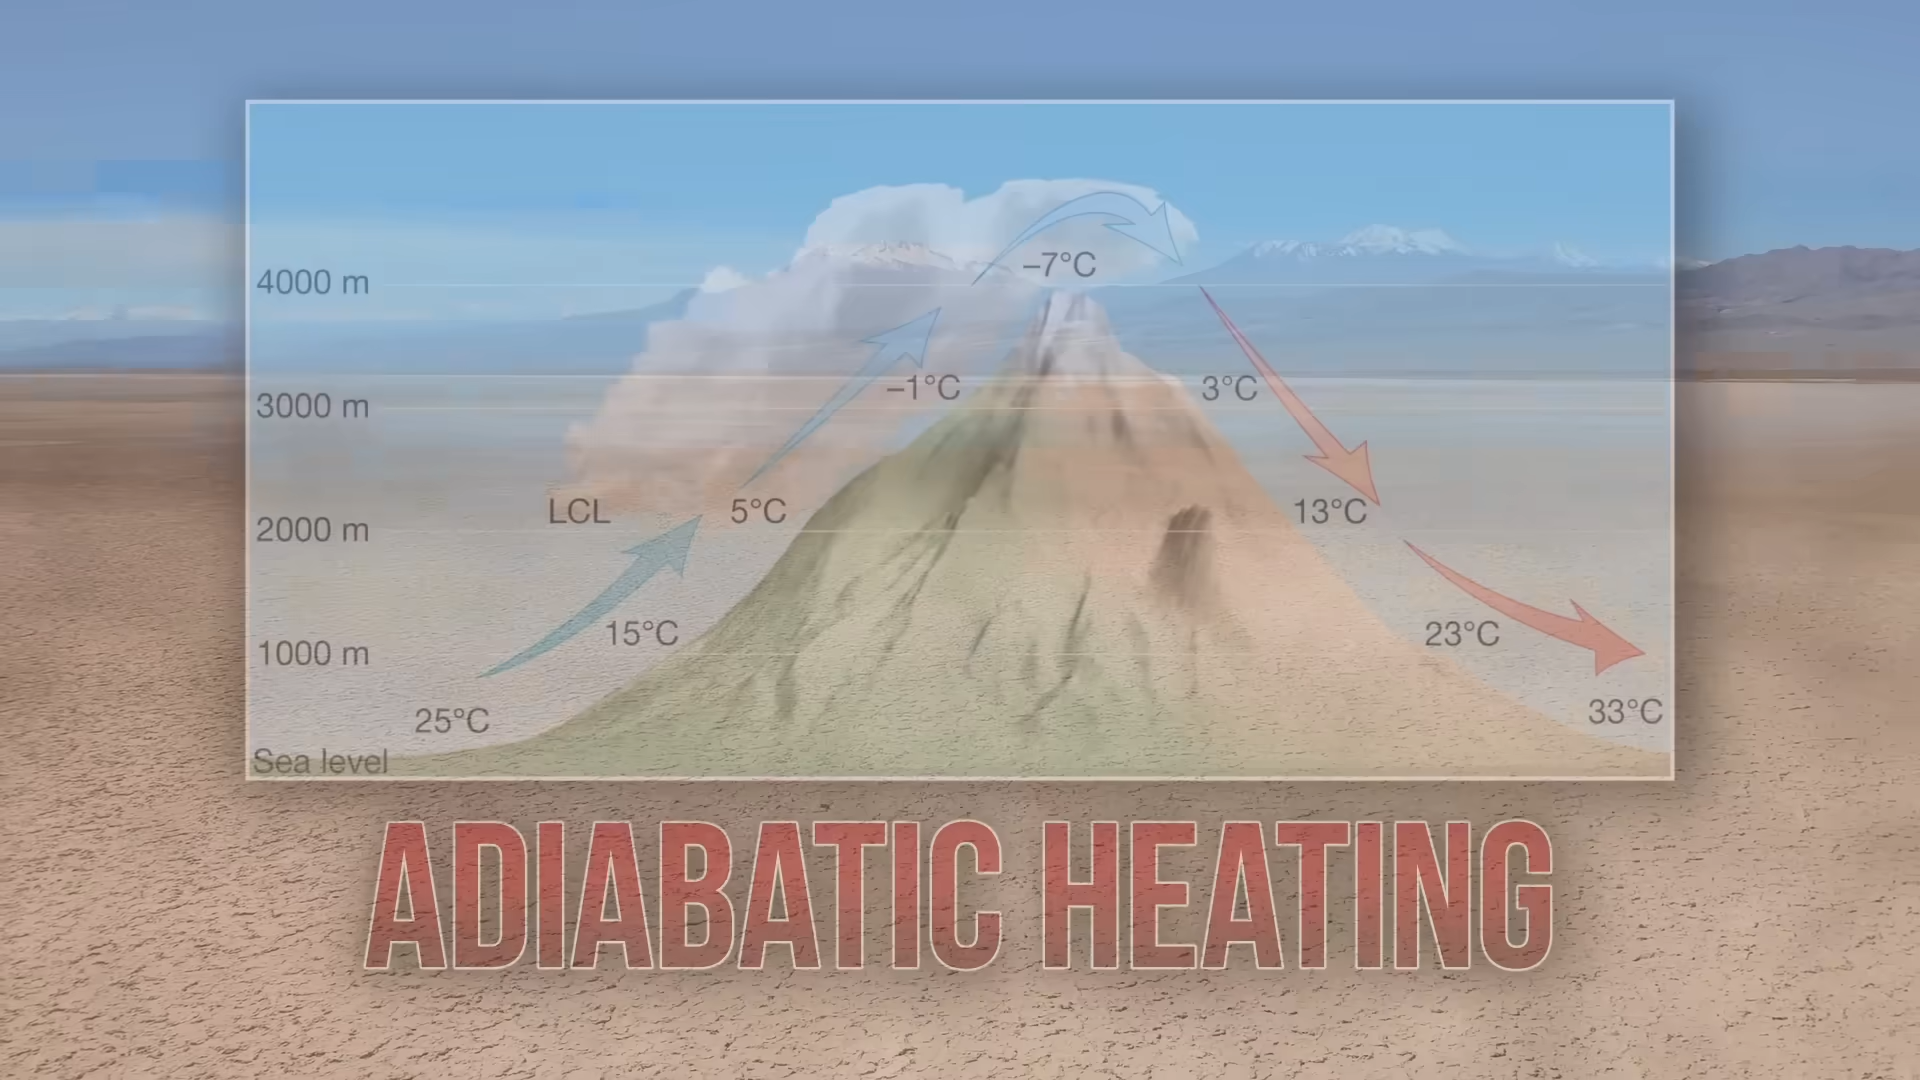 4000 m
–7°C
3000 m
–1°C
3°C
2000 m
LCL
5°C
13°C
1000 m
15°C
23°C
25°C
33°C
Sea level
ADIABATIC HEATING